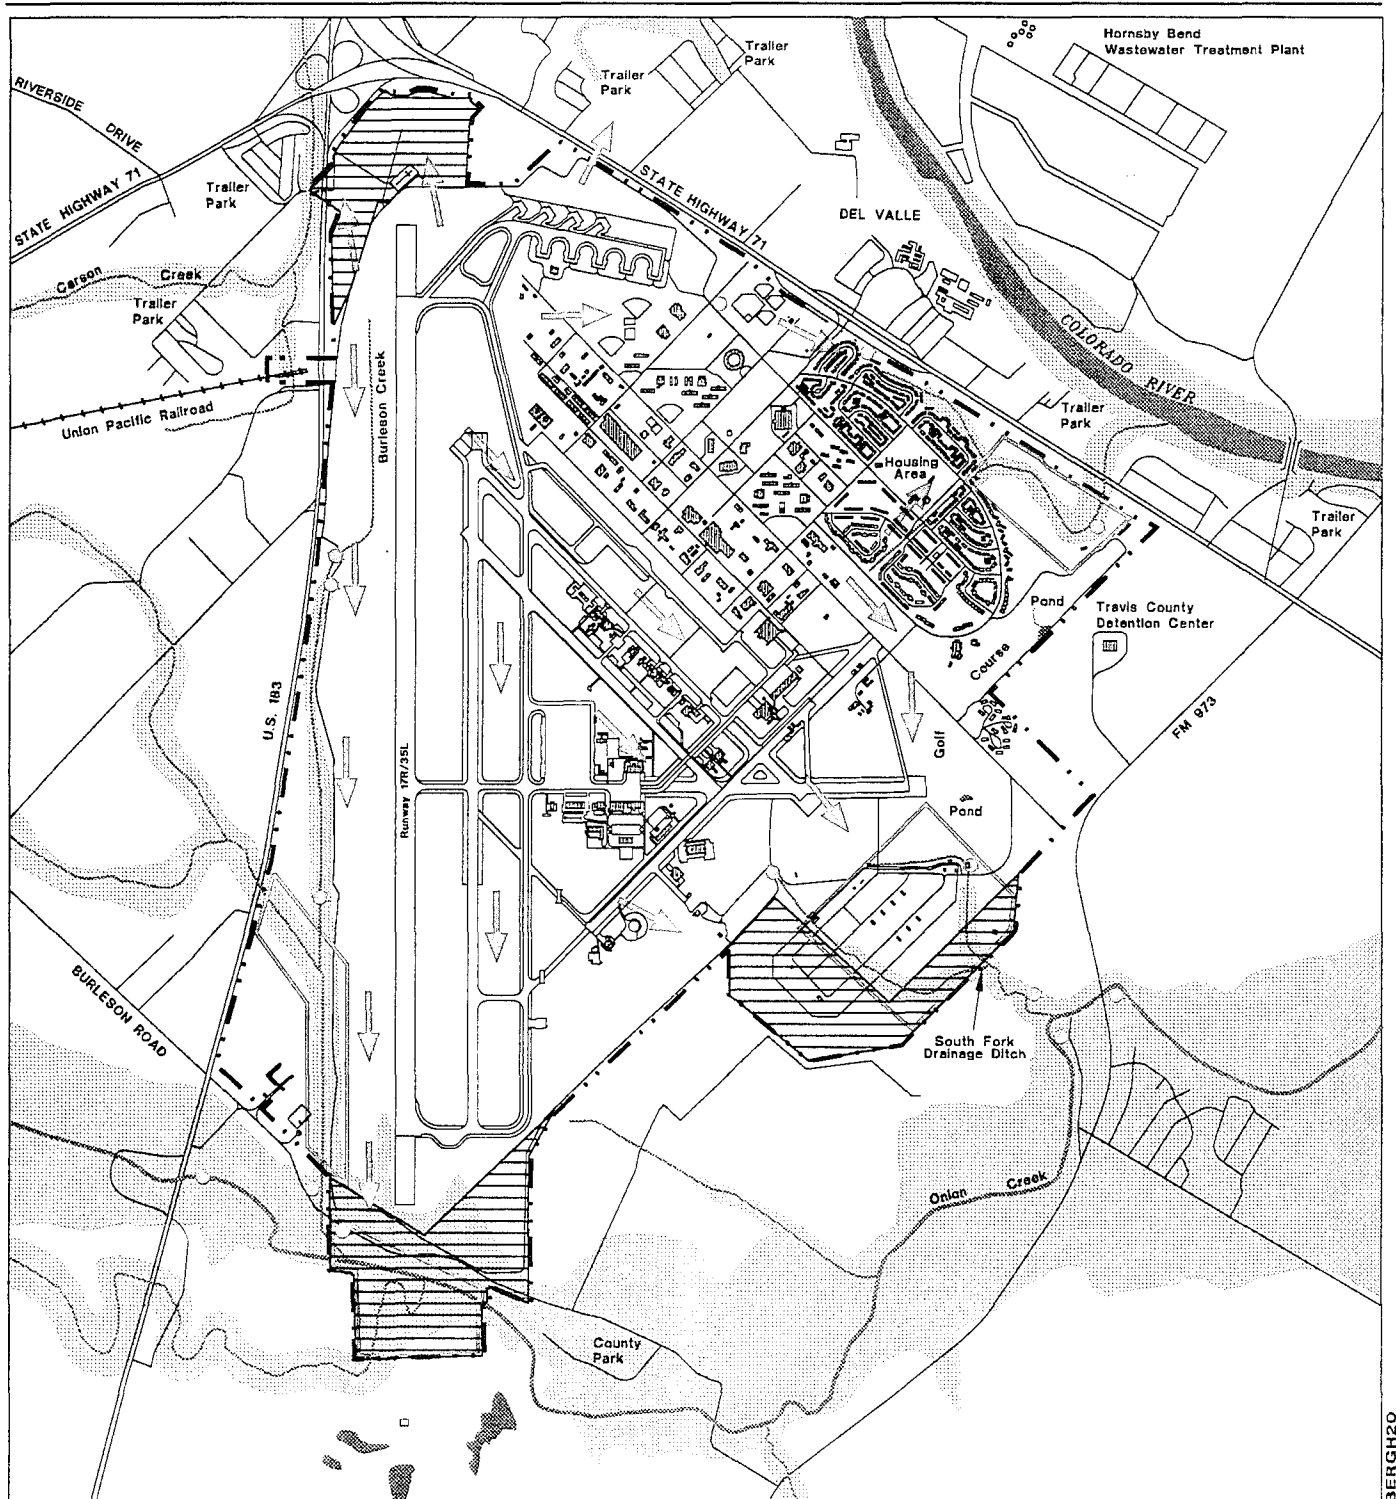 Hornsby Bend
Wastewater Treatment Plant
Trailer
Park
Trailer
Park
RIVERSIDE
DRIVE
STATE HIGHWAY 71
Trailer
Park
STATE HIGHWAY 71
DEL VALLE
Carson
Creek
Trailer
Park
COLORADO RIVER
Burleson Creek
Union Pacific Railroad
Trailer
Park
Housing
Area
Trailer
Park
Pond
Travis County
Detention Center
Course
U.S. 183
FM 973
Golf
Runway 17R/35L
Pond
BURLESON ROAD
South Fork
Drainage Ditch
Onion
Creek
County
Park
BERGH20